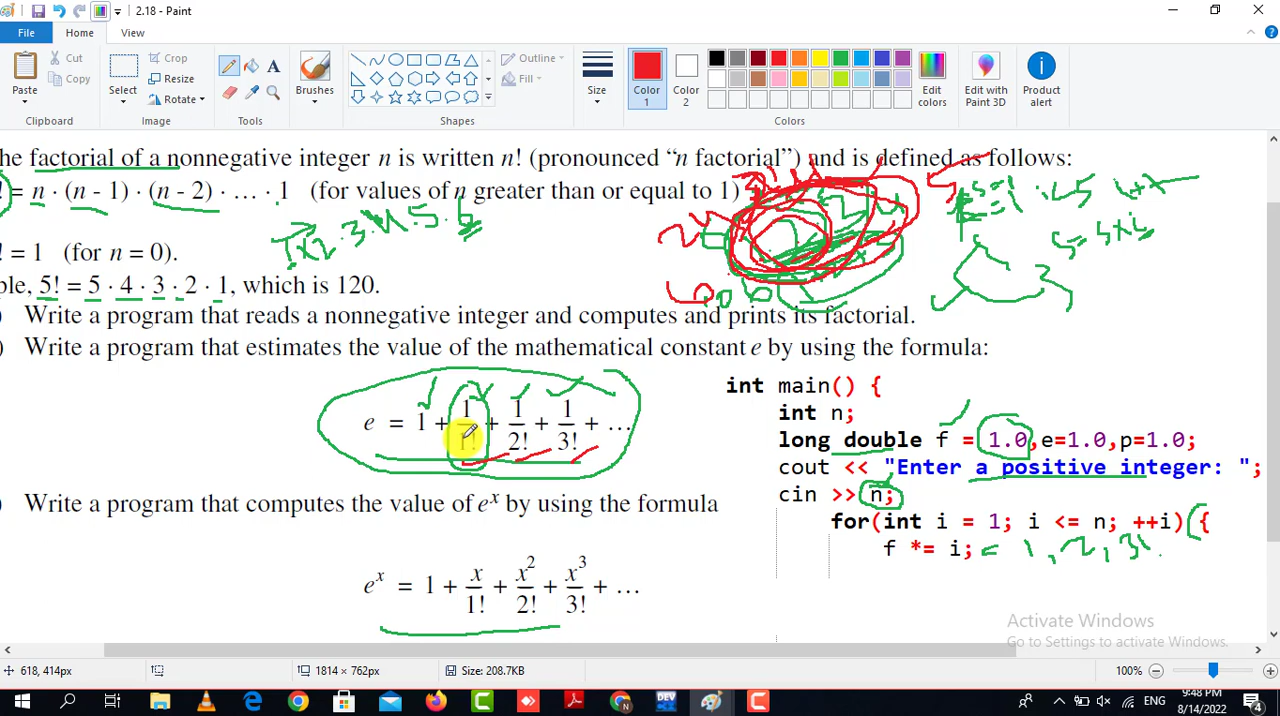 2.18 - Paint
File Home View
Cut
Copy
Paste
Clipboard
Select
Crop
Resize
Rotate
Image
Tools
Brushes
Shapes
Outline
Fill
Size
Color 1
Color 2
Colors
Edit colors
Edit with Paint 3D
Product alert
he factorial of a nonnegative integer n is written n! (pronounced “n factorial”) and is defined as follows:
! = n · (n - 1) · (n - 2) · … · 1 (for values of n greater than or equal to 1)
! = 1 (for n = 0).
ple, 5! = 5 · 4 · 3 · 2 · 1, which is 120.
) Write a program that reads a nonnegative integer and computes and prints its factorial.
) Write a program that estimates the value of the mathematical constant e by using the formula:
e = 1 + 1/1! + 1/2! + 1/3! + …
) Write a program that computes the value of e^x by using the formula
e^x = 1 + x/1! + x^2/2! + x^3/3! + …
int main() {
int n;
long double f = 1.0,e=1.0,p=1.0;
cout << "Enter a positive integer: ";
cin >> n;
for(int i = 1; i <= n; ++i) {
f *= i; = 1, 2, 3
Activate Windows
Go to Settings to activate Windows.
618, 414px
1814 × 762px
Size: 208.7KB
100%
DEV
ENG
9:48 PM
8/14/2022
4